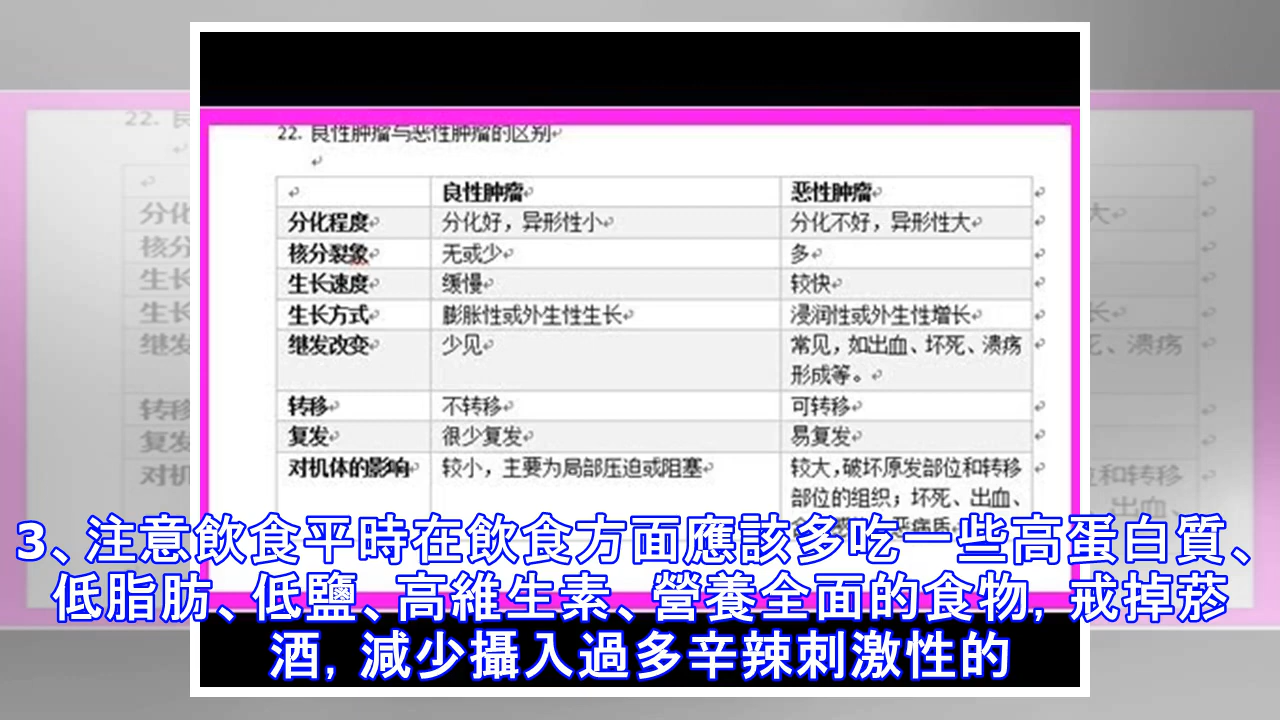 22. 良性肿瘤与恶性肿瘤的区别
良性肿瘤 恶性肿瘤
分化程度 分化好，异形性小 分化不好，异形性大
核分裂象 无或少 多
生长速度 缓慢 较快
生长方式 膨胀性或外生性生长 浸润性或外生性增长
继发改变 少见 常见，如出血、坏死、溃疡
形成等。
转移 不转移 可转移
复发 很少复发 易复发
对机体的影响 较小，主要为局部压迫或阻塞 较大，破坏原发部位和转移
部位的组织；坏死、出血、
3、注意飲食平時在飲食方面應該多吃一些高蛋白質、
低脂肪、低鹽、高維生素、營養全面的食物，戒掉菸
酒，減少攝入過多辛辣刺激性的